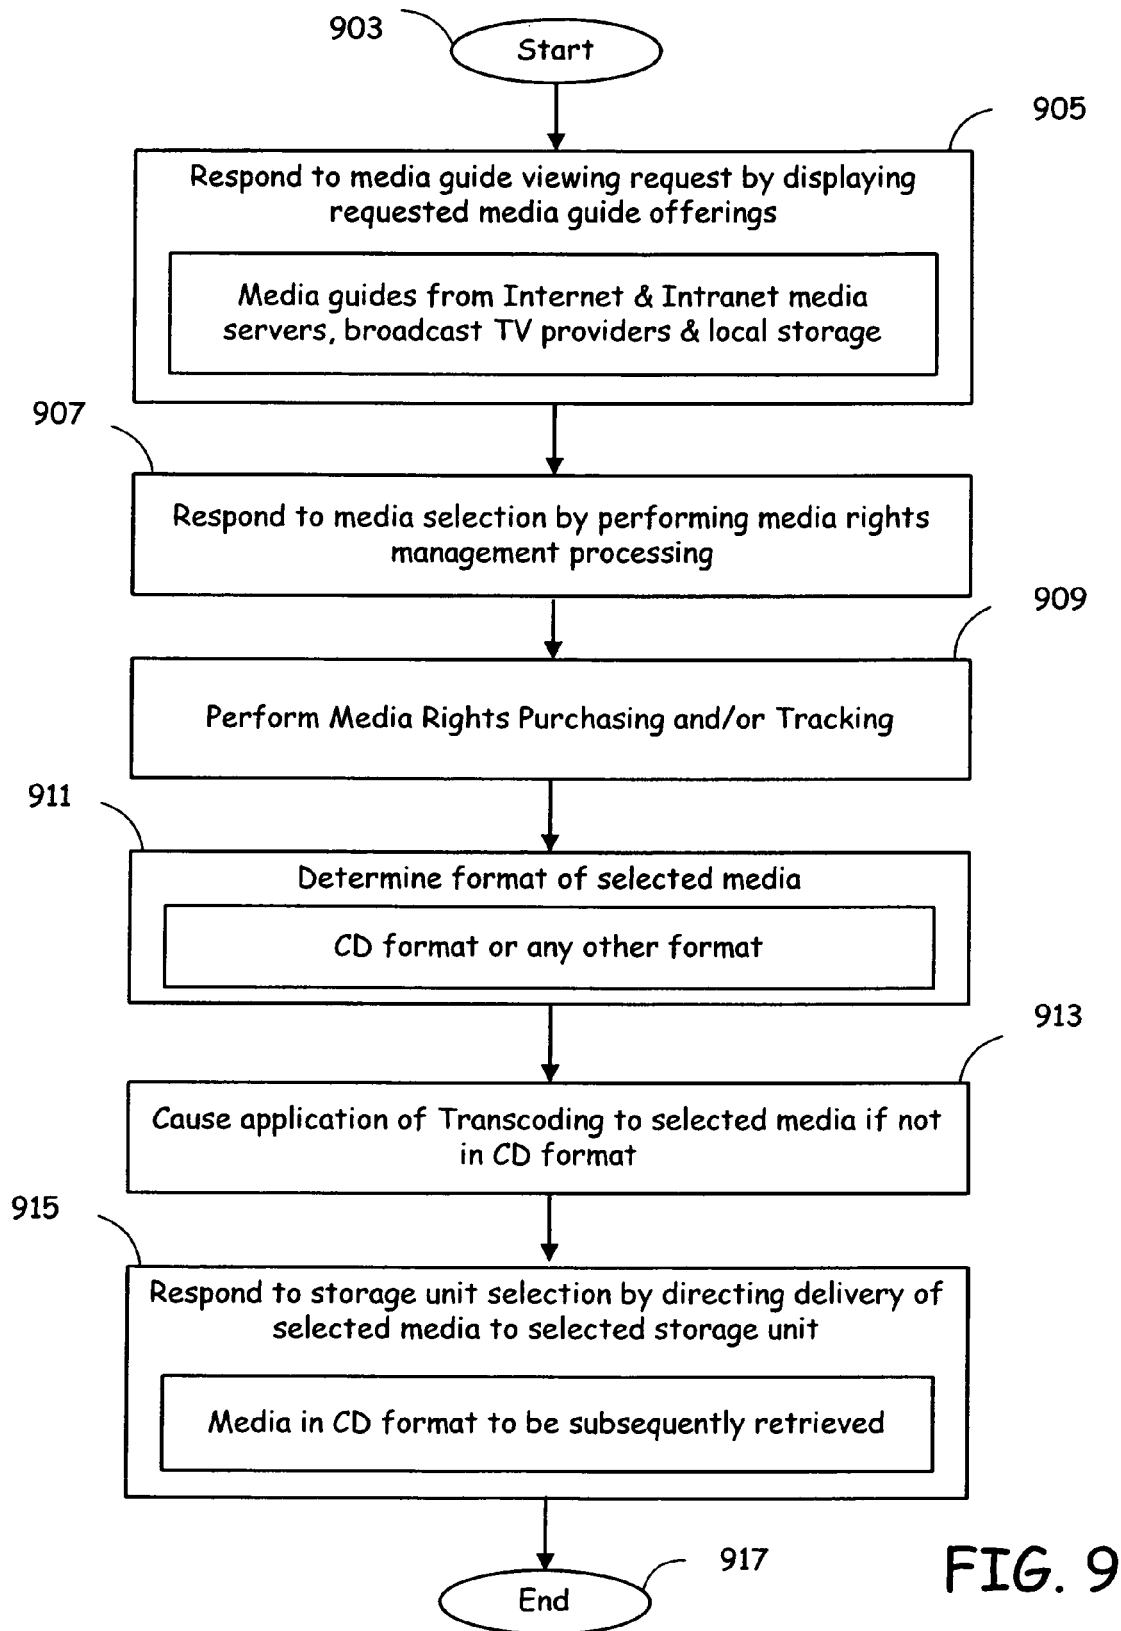 903
Start
905
Respond to media guide viewing request by displaying
requested media guide offerings
Media guides from Internet & Intranet media
servers, broadcast TV providers & local storage
907
Respond to media selection by performing media rights
management processing
909
Perform Media Rights Purchasing and/or Tracking
911
Determine format of selected media
CD format or any other format
913
Cause application of Transcoding to selected media if not
in CD format
915
Respond to storage unit selection by directing delivery of
selected media to selected storage unit
Media in CD format to be subsequently retrieved
917
End
FIG. 9